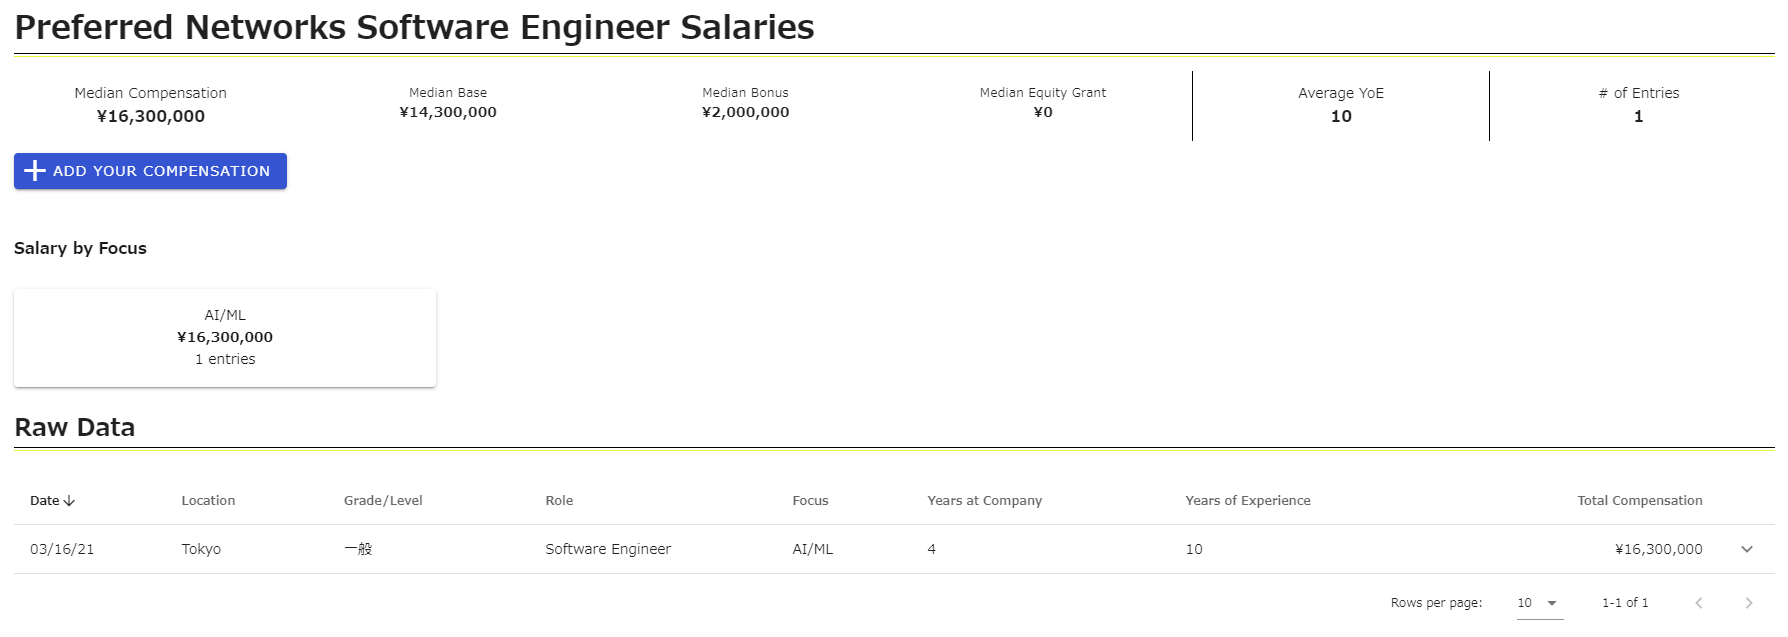 Preferred Networks Software Engineer Salaries
Median Compensation
¥16,300,000
Median Base
¥14,300,000
Median Bonus
¥2,000,000
Median Equity Grant
¥0
Average YoE
10
# of Entries
1
ADD YOUR COMPENSATION
Salary by Focus
AI/ML
¥16,300,000
1 entries
Raw Data
Date Location Grade/Level Role Focus Years at Company Years of Experience Total Compensation
03/16/21 Tokyo 一般 Software Engineer AI/ML 4 10 ¥16,300,000
Rows per page: 10 1-1 of 1